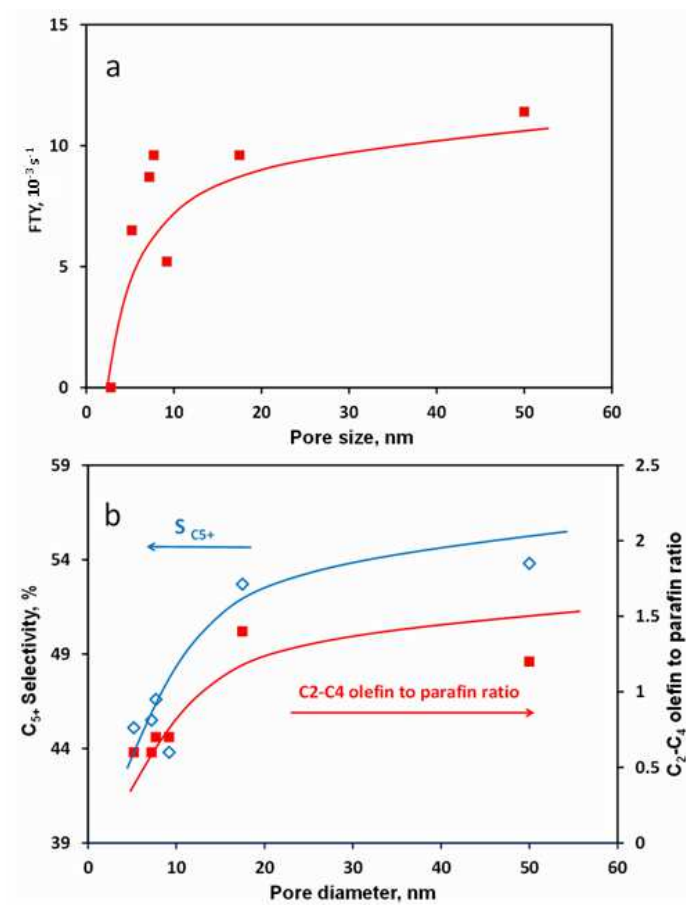 15
a
10
5
0
FTY, 10⁻³ s⁻¹
0 10 20 30 40 50 60
Pore size, nm
59 2.5
b
S C5+
54 2
49 1.5
C2-C4 olefin to parafin ratio
1
44 0.5
39 0
C₅₊ Selectivity, %
C₂-C₄ olefin to parafin ratio
0 10 20 30 40 50 60
Pore diameter, nm